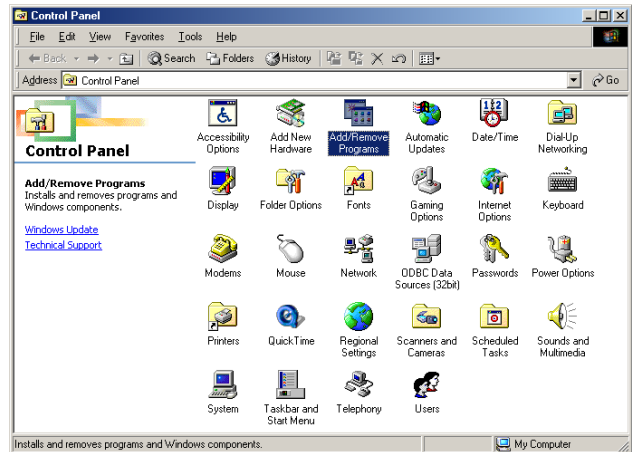 Control Panel
File Edit View Favorites Tools Help
Back Search Folders History
Address Control Panel Go
Control Panel
Add/Remove Programs
Installs and removes programs and
Windows components.
Windows Update
Technical Support
Accessibility Options
Add New Hardware
Add/Remove Programs
Automatic Updates
Date/Time
Dial-Up Networking
Display
Folder Options
Fonts
Gaming Options
Internet Options
Keyboard
Modems
Mouse
Network
ODBC Data Sources (32bit)
Passwords
Power Options
Printers
QuickTime
Regional Settings
Scanners and Cameras
Scheduled Tasks
Sounds and Multimedia
System
Taskbar and Start Menu
Telephony
Users
Installs and removes programs and Windows components.
My Computer